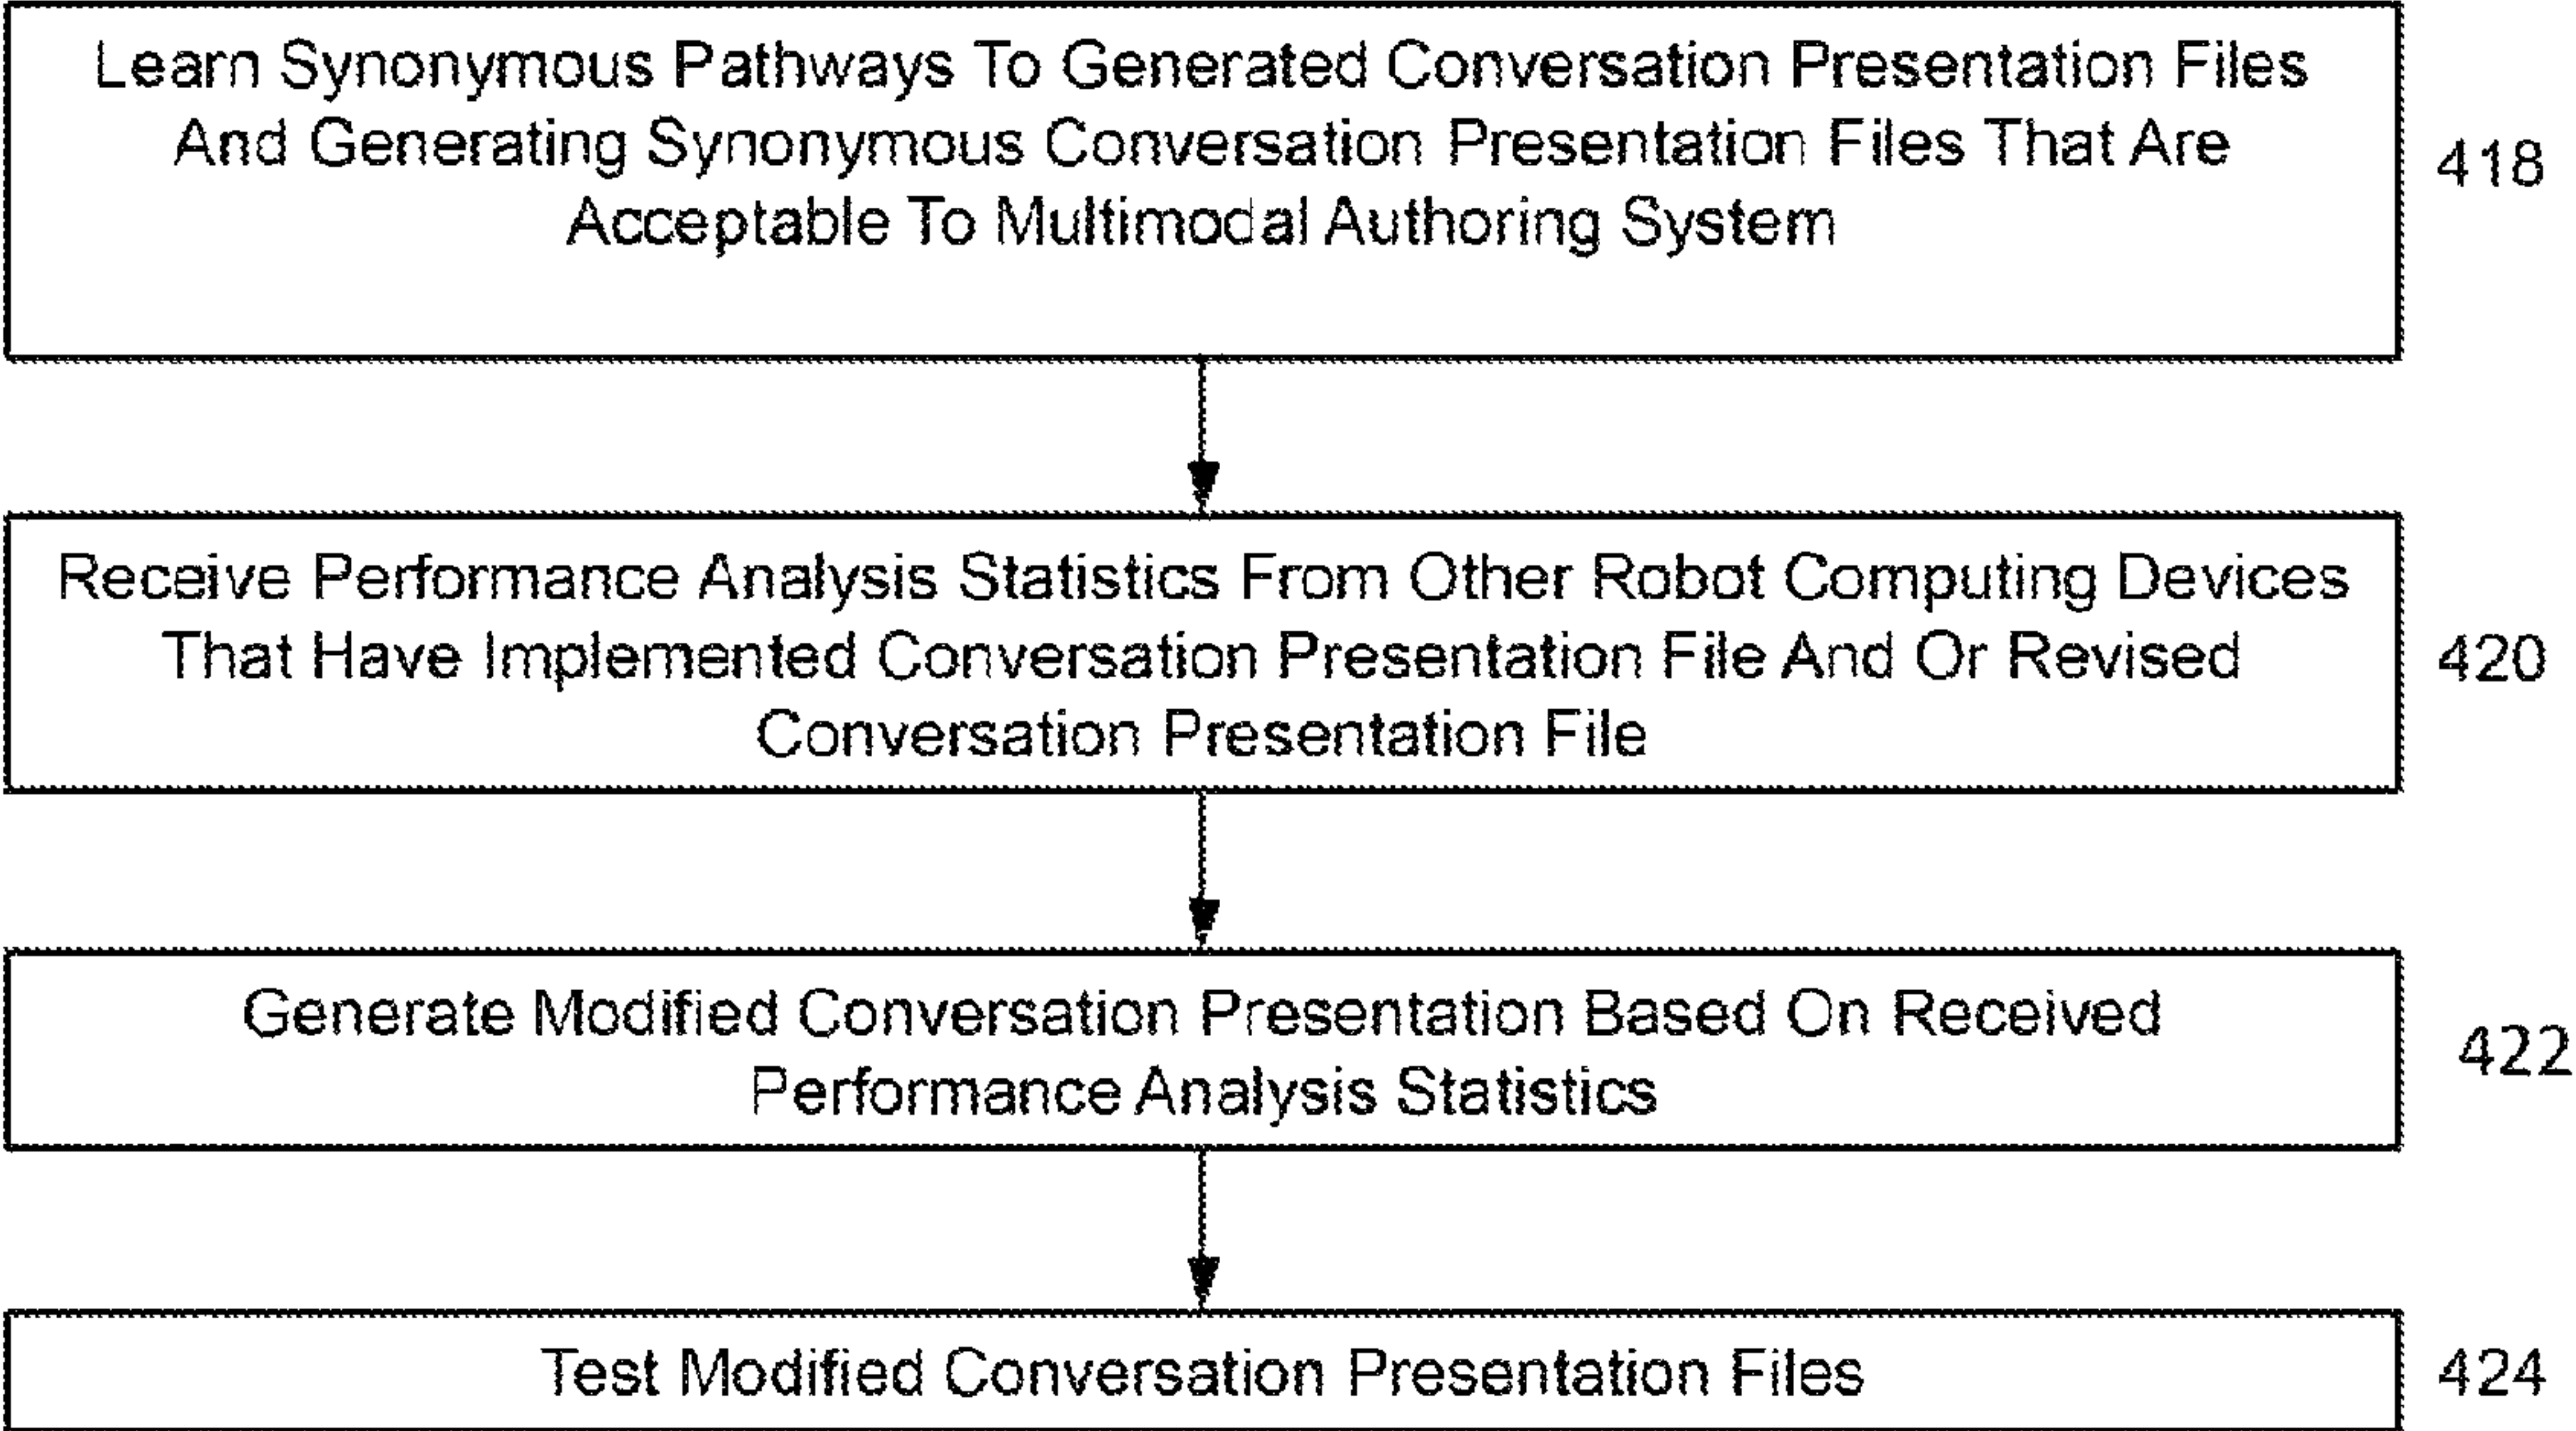 Learn Synonymous Pathways To Generated Conversation Presentation Files
And Generating Synonymous Conversation Presentation Files That Are
Acceptable To Multimodal Authoring System
418
Receive Performance Analysis Statistics From Other Robot Computing Devices
That Have Implemented Conversation Presentation File And Or Revised
Conversation Presentation File
420
Generate Modified Conversation Presentation Based On Received
Performance Analysis Statistics
422
Test Modified Conversation Presentation Files
424